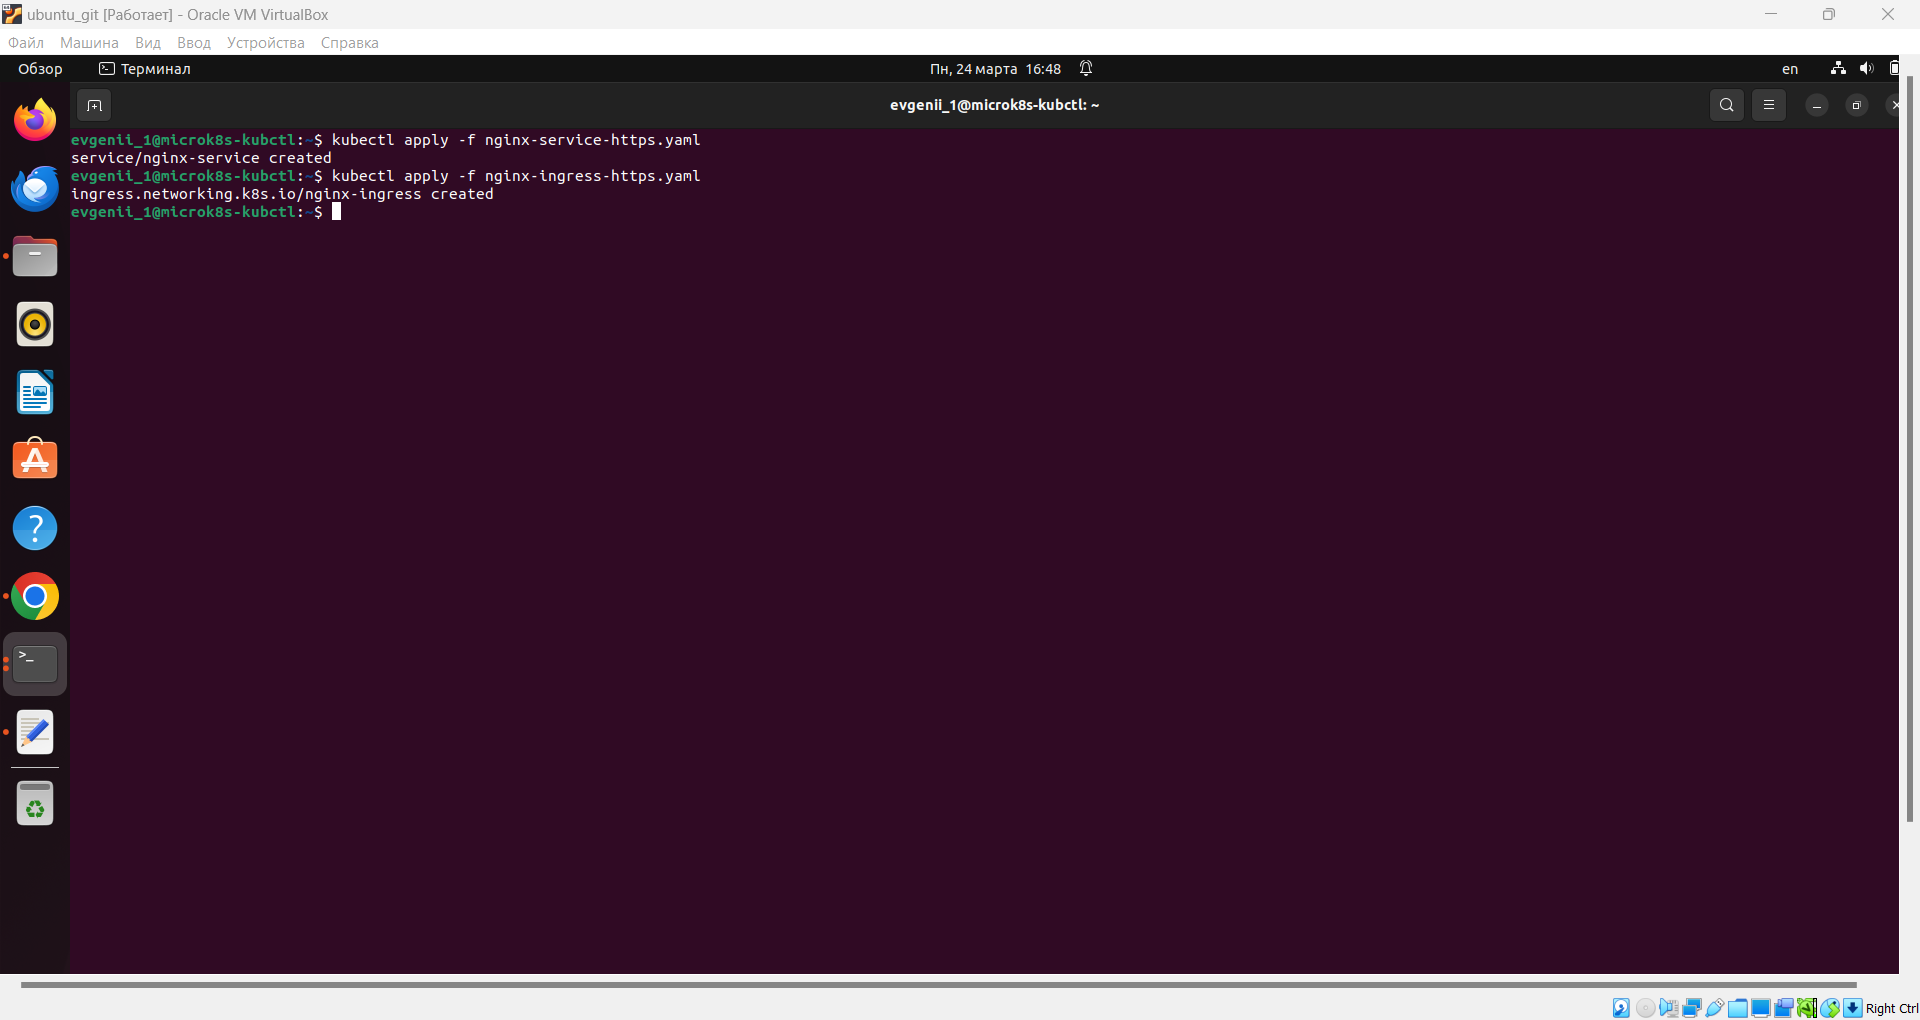 ubuntu_git [Работает] - Oracle VM VirtualBox
Файл Машина Вид Ввод Устройства Справка
Обзор Терминал Пн, 24 марта 16:48 en
evgenii_1@microk8s-kubctl: ~
evgenii_1@microk8s-kubctl:~$ kubectl apply -f nginx-service-https.yaml
service/nginx-service created
evgenii_1@microk8s-kubctl:~$ kubectl apply -f nginx-ingress-https.yaml
ingress.networking.k8s.io/nginx-ingress created
evgenii_1@microk8s-kubctl:~$
Right Ctrl